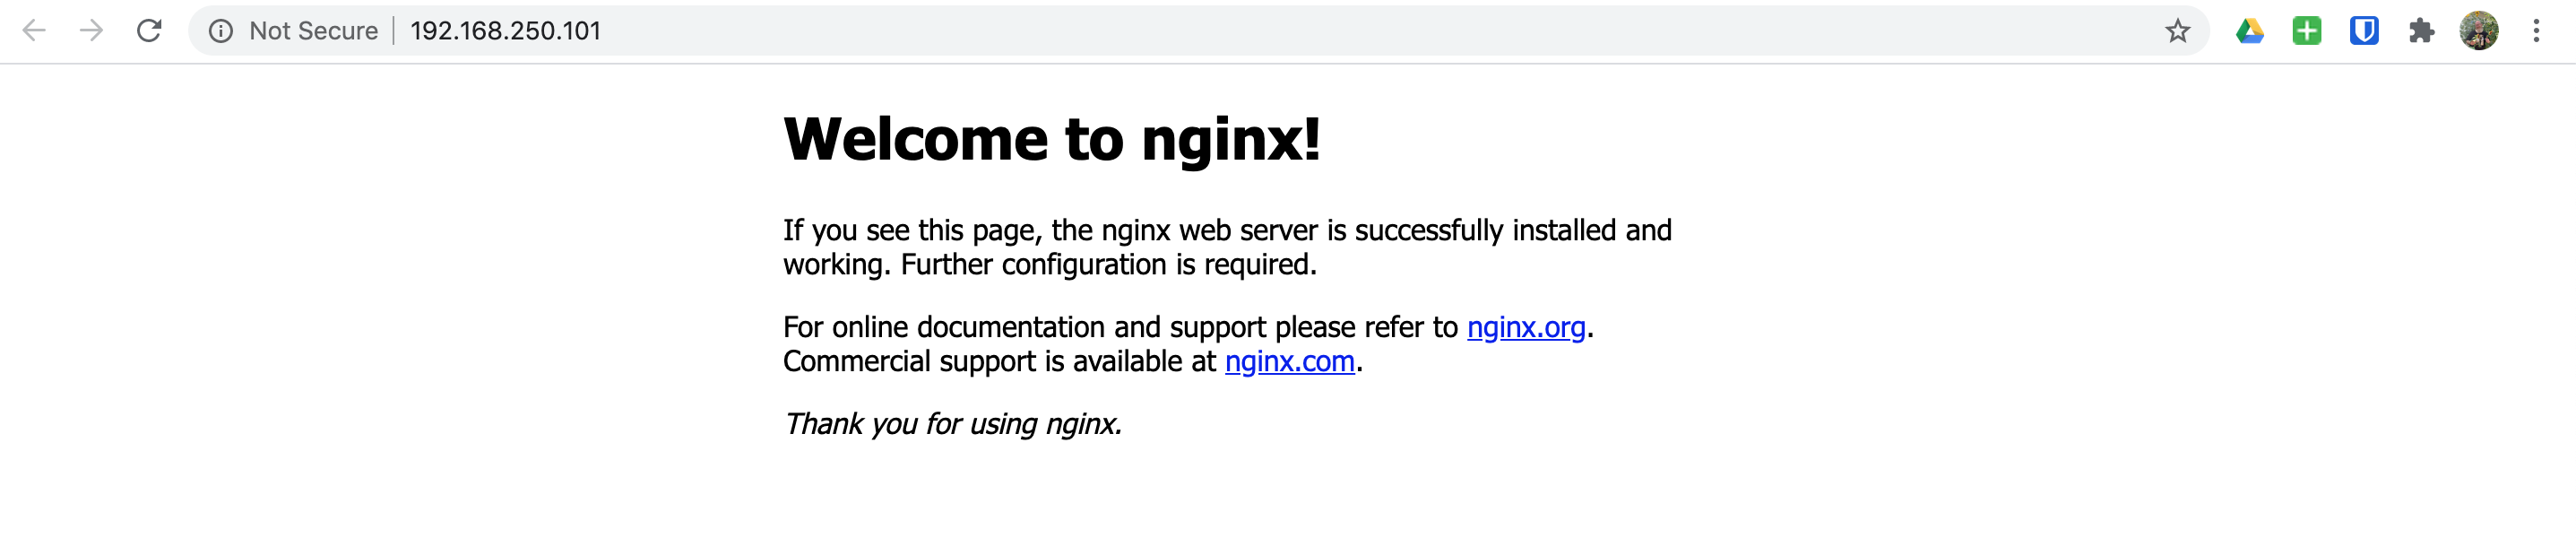 Not Secure | 192.168.250.101
Welcome to nginx!
If you see this page, the nginx web server is successfully installed and
working. Further configuration is required.
For online documentation and support please refer to nginx.org.
Commercial support is available at nginx.com.
Thank you for using nginx.